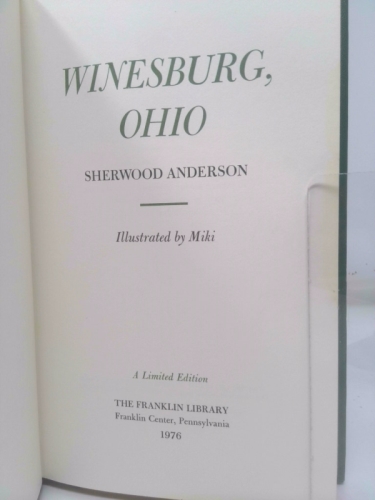 WINESBURG,
OHIO
SHERWOOD ANDERSON
Illustrated by Miki
A Limited Edition
THE FRANKLIN LIBRARY
Franklin Center, Pennsylvania
1976